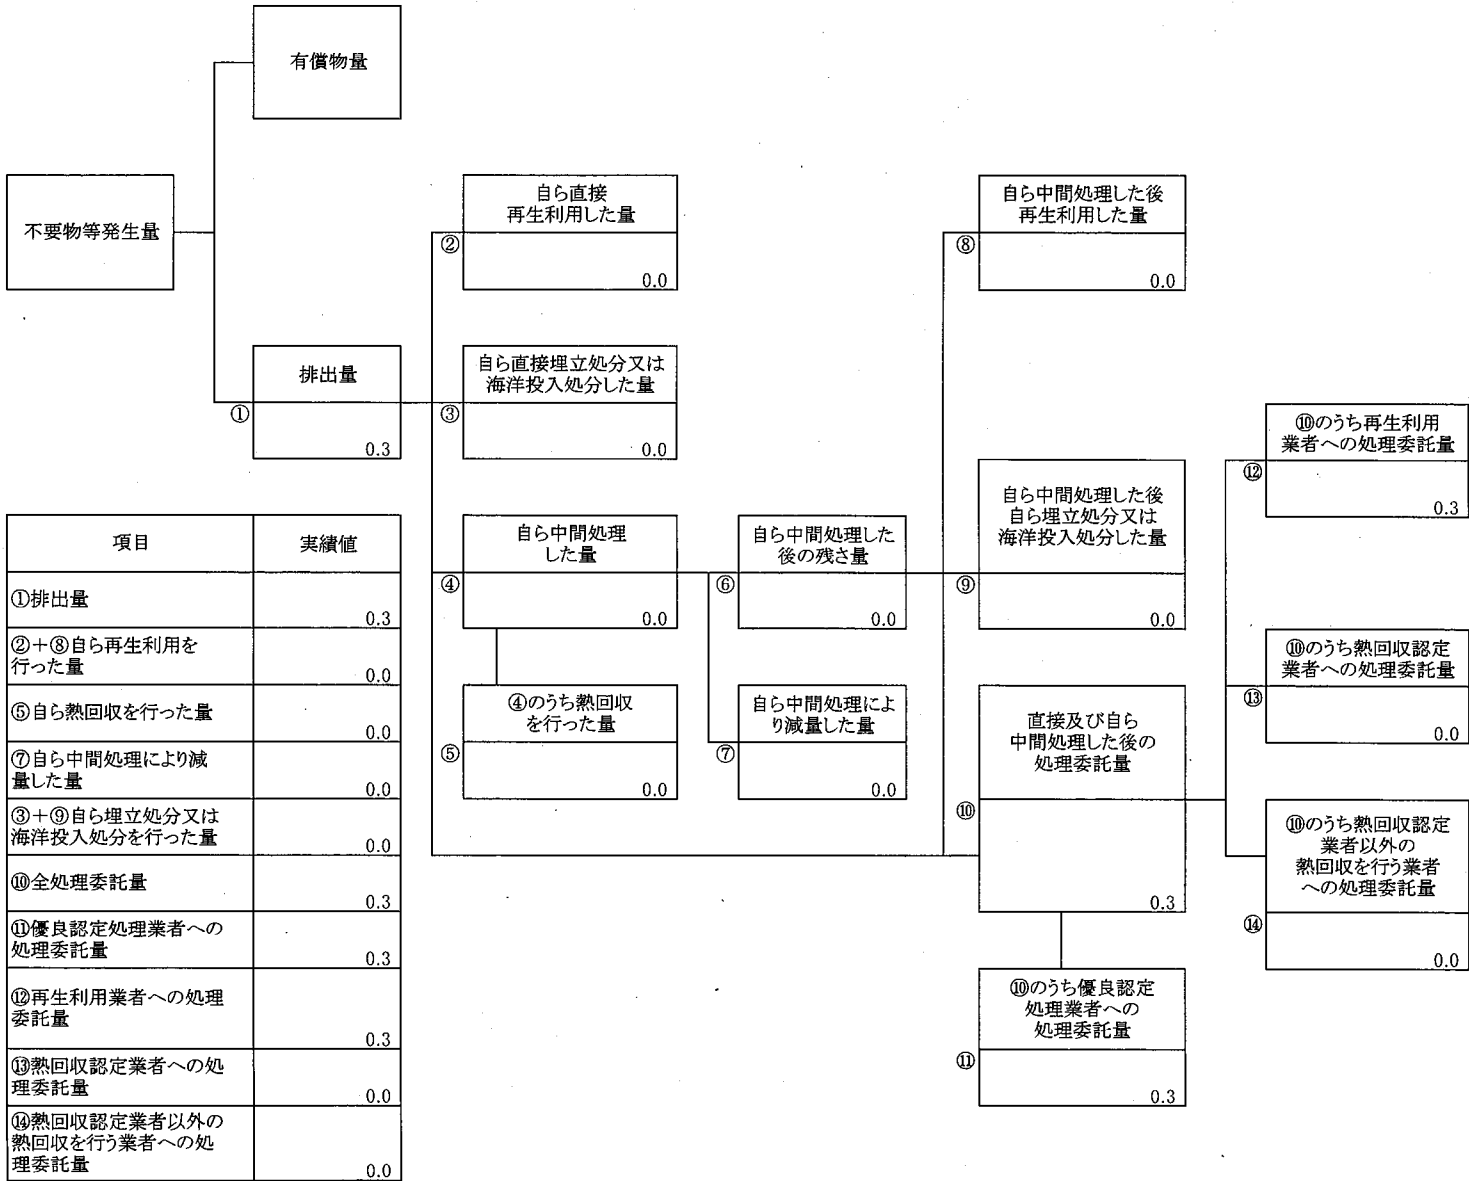 有償物量
不要物等発生量
自ら直接
再生利用した量
②
0.0
自ら中間処理した後
再生利用した量
⑧
0.0
排出量
①
0.3
自ら直接埋立処分又は
海洋投入処分した量
③
0.0
⑩のうち再生利用
業者への処理委託量
⑫
0.3
自ら中間処理
した量
④
0.0
自ら中間処理した
後の残さ量
⑥
0.0
自ら中間処理した後
自ら埋立処分又は
海洋投入処分した量
⑨
0.0
⑩のうち熱回収認定
業者への処理委託量
⑬
0.0
④のうち熱回収
を行った量
⑤
0.0
自ら中間処理によ
り減量した量
⑦
0.0
直接及び自ら
中間処理した後の
処理委託量
⑩
0.3
⑩のうち熱回収認定
業者以外の
熱回収を行う業者
への処理委託量
⑭
0.0
⑩のうち優良認定
処理業者への
処理委託量
⑪
0.3
項目 実績値
①排出量
0.3
②＋⑧自ら再生利用を
行った量
0.0
⑤自ら熱回収を行った量
0.0
⑦自ら中間処理により減
量した量
0.0
③＋⑨自ら埋立処分又は
海洋投入処分を行った量
0.0
⑩全処理委託量
0.3
⑪優良認定処理業者への
処理委託量
0.3
⑫再生利用業者への処理
委託量
0.3
⑬熱回収認定業者への処
理委託量
0.0
⑭熱回収認定業者以外の
熱回収を行う業者への処
理委託量
0.0